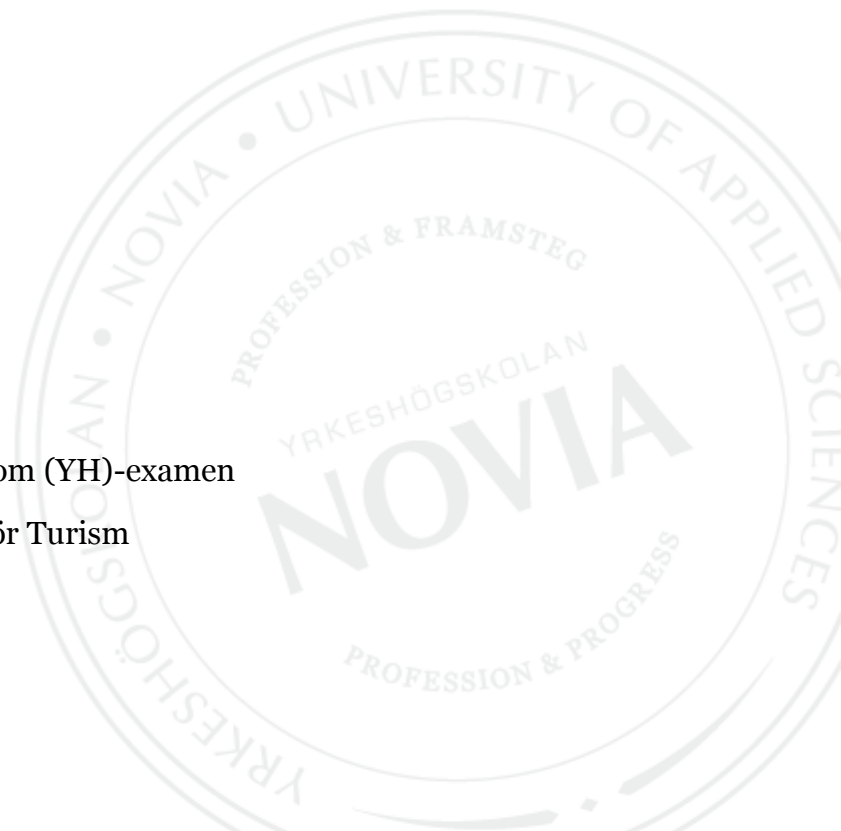 YRKESHÖGSKOLAN • NOVIA • UNIVERSITY OF APPLIED SCIENCES
PROFESSION & FRAMSTEG
YRKESHÖGSKOLAN
NOVIA
PROFESSION & PROGRESS
om (YH)-examen
ör Turism